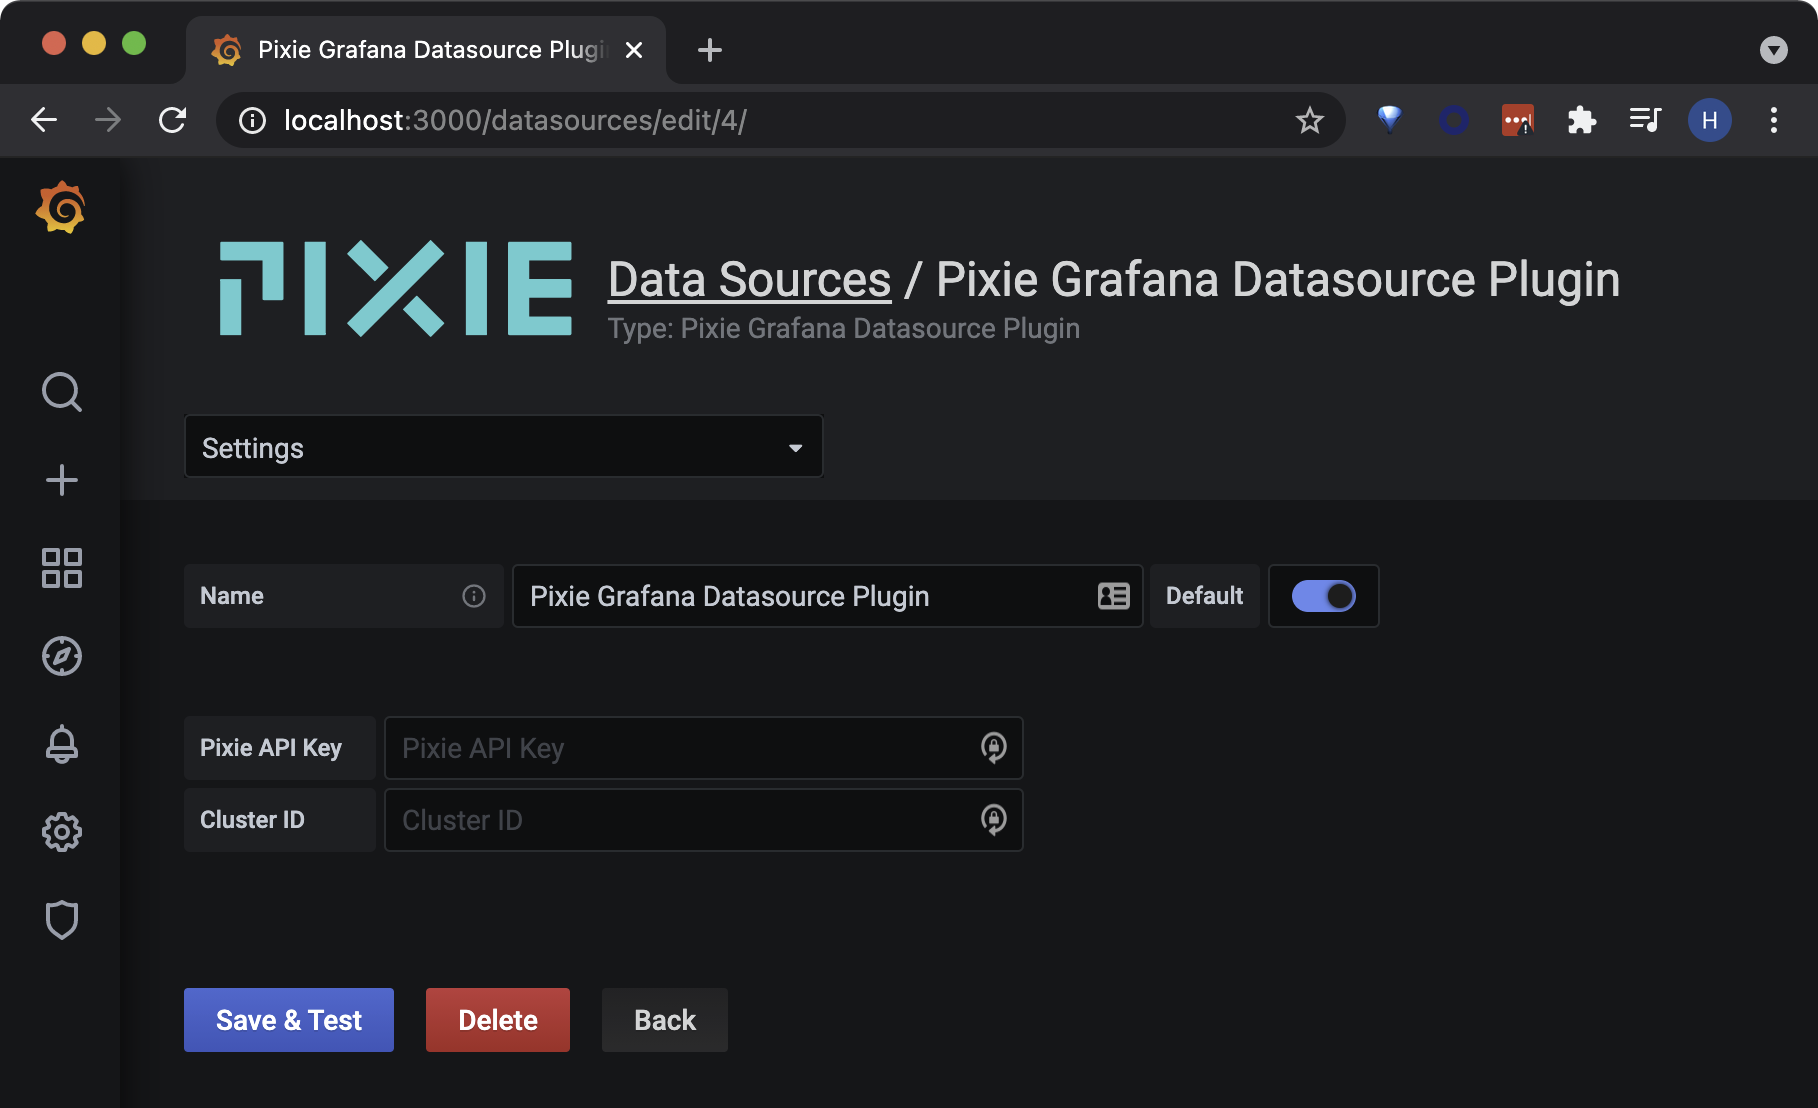 Pixie Grafana Datasource Plugin
localhost:3000/datasources/edit/4/
H
PIXIE
Data Sources / Pixie Grafana Datasource Plugin
Type: Pixie Grafana Datasource Plugin
Settings
Name
Pixie Grafana Datasource Plugin
Default
Pixie API Key
Pixie API Key
Cluster ID
Cluster ID
Save & Test
Delete
Back